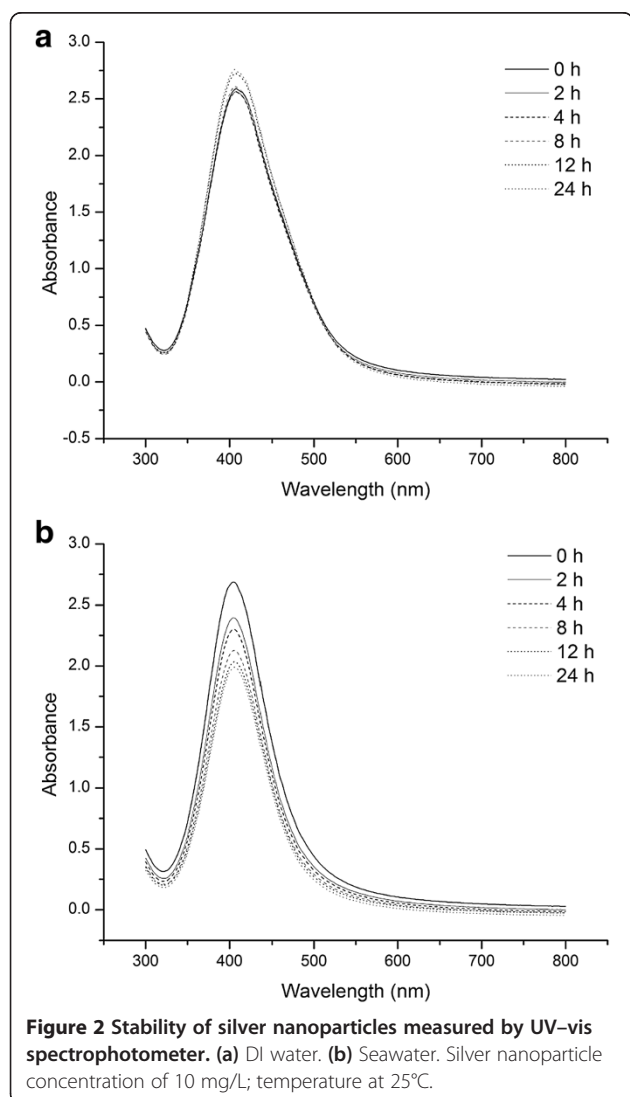 a
3.0
2.5
2.0
1.5
1.0
0.5
0.0
-0.5
Absorbance
0 h
2 h
4 h
8 h
12 h
24 h
300 400 500 600 700 800
Wavelength (nm)
b
3.0
2.5
2.0
1.5
1.0
0.5
0.0
Absorbance
0 h
2 h
4 h
8 h
12 h
24 h
300 400 500 600 700 800
Wavelength (nm)
Figure 2 Stability of silver nanoparticles measured by UV–vis
spectrophotometer. (a) DI water. (b) Seawater. Silver nanoparticle
concentration of 10 mg/L; temperature at 25°C.